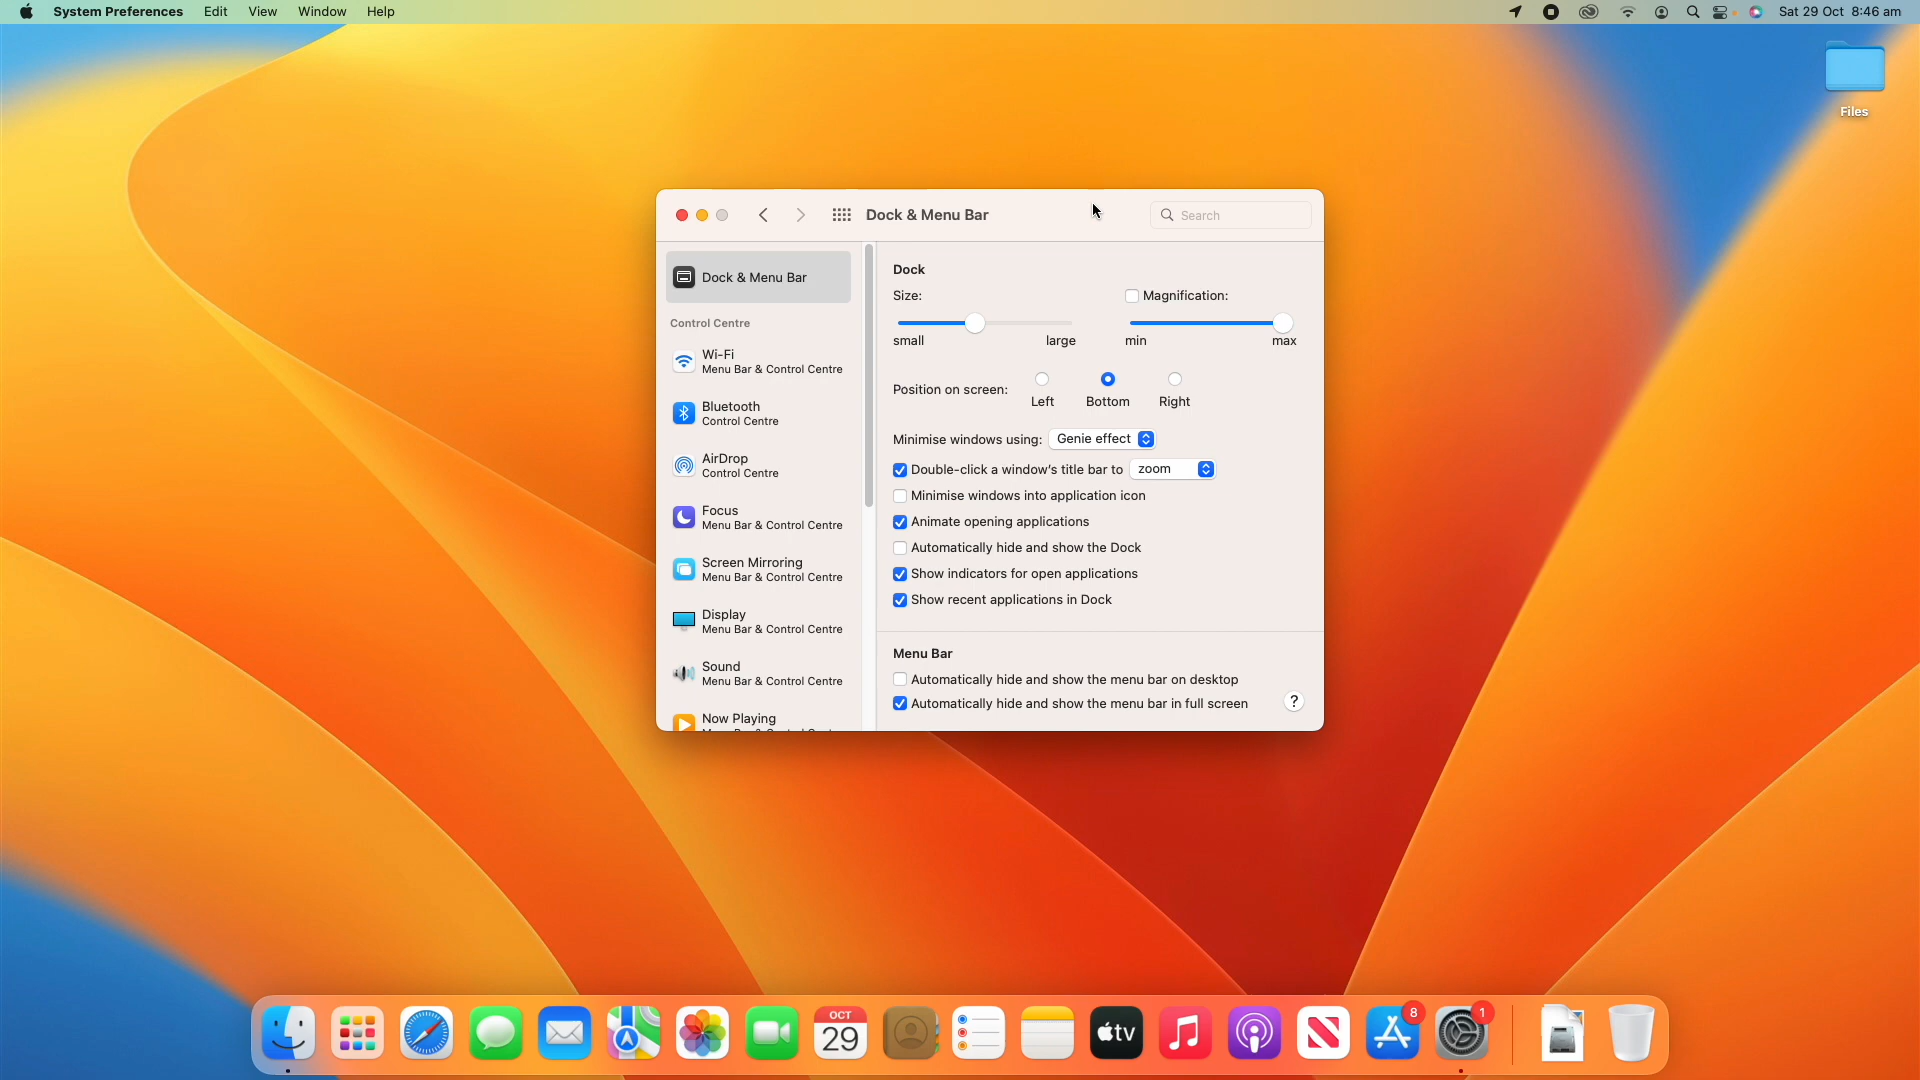 System Preferences Edit View Window Help
Sat 29 Oct 8:46 am
Files
Dock & Menu Bar
Search
Dock & Menu Bar
Control Centre
Wi-Fi
Menu Bar & Control Centre
Bluetooth
Control Centre
AirDrop
Control Centre
Focus
Menu Bar & Control Centre
Screen Mirroring
Menu Bar & Control Centre
Display
Menu Bar & Control Centre
Sound
Menu Bar & Control Centre
Now Playing
Dock
Size:
Magnification:
small large
min max
Position on screen:
Left Bottom Right
Minimise windows using: Genie effect
Double-click a window's title bar to zoom
Minimise windows into application icon
Animate opening applications
Automatically hide and show the Dock
Show indicators for open applications
Show recent applications in Dock
Menu Bar
Automatically hide and show the menu bar on desktop
Automatically hide and show the menu bar in full screen
?
OCT
29
tv
8
1